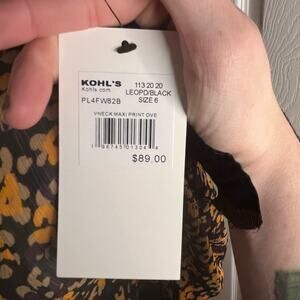 KOHL'S
Kohls.com
113 20 20
LEOPD/BLACK
SIZE 6
PL4FW82B
VNECK MAXI PRINT OVE
$89.00